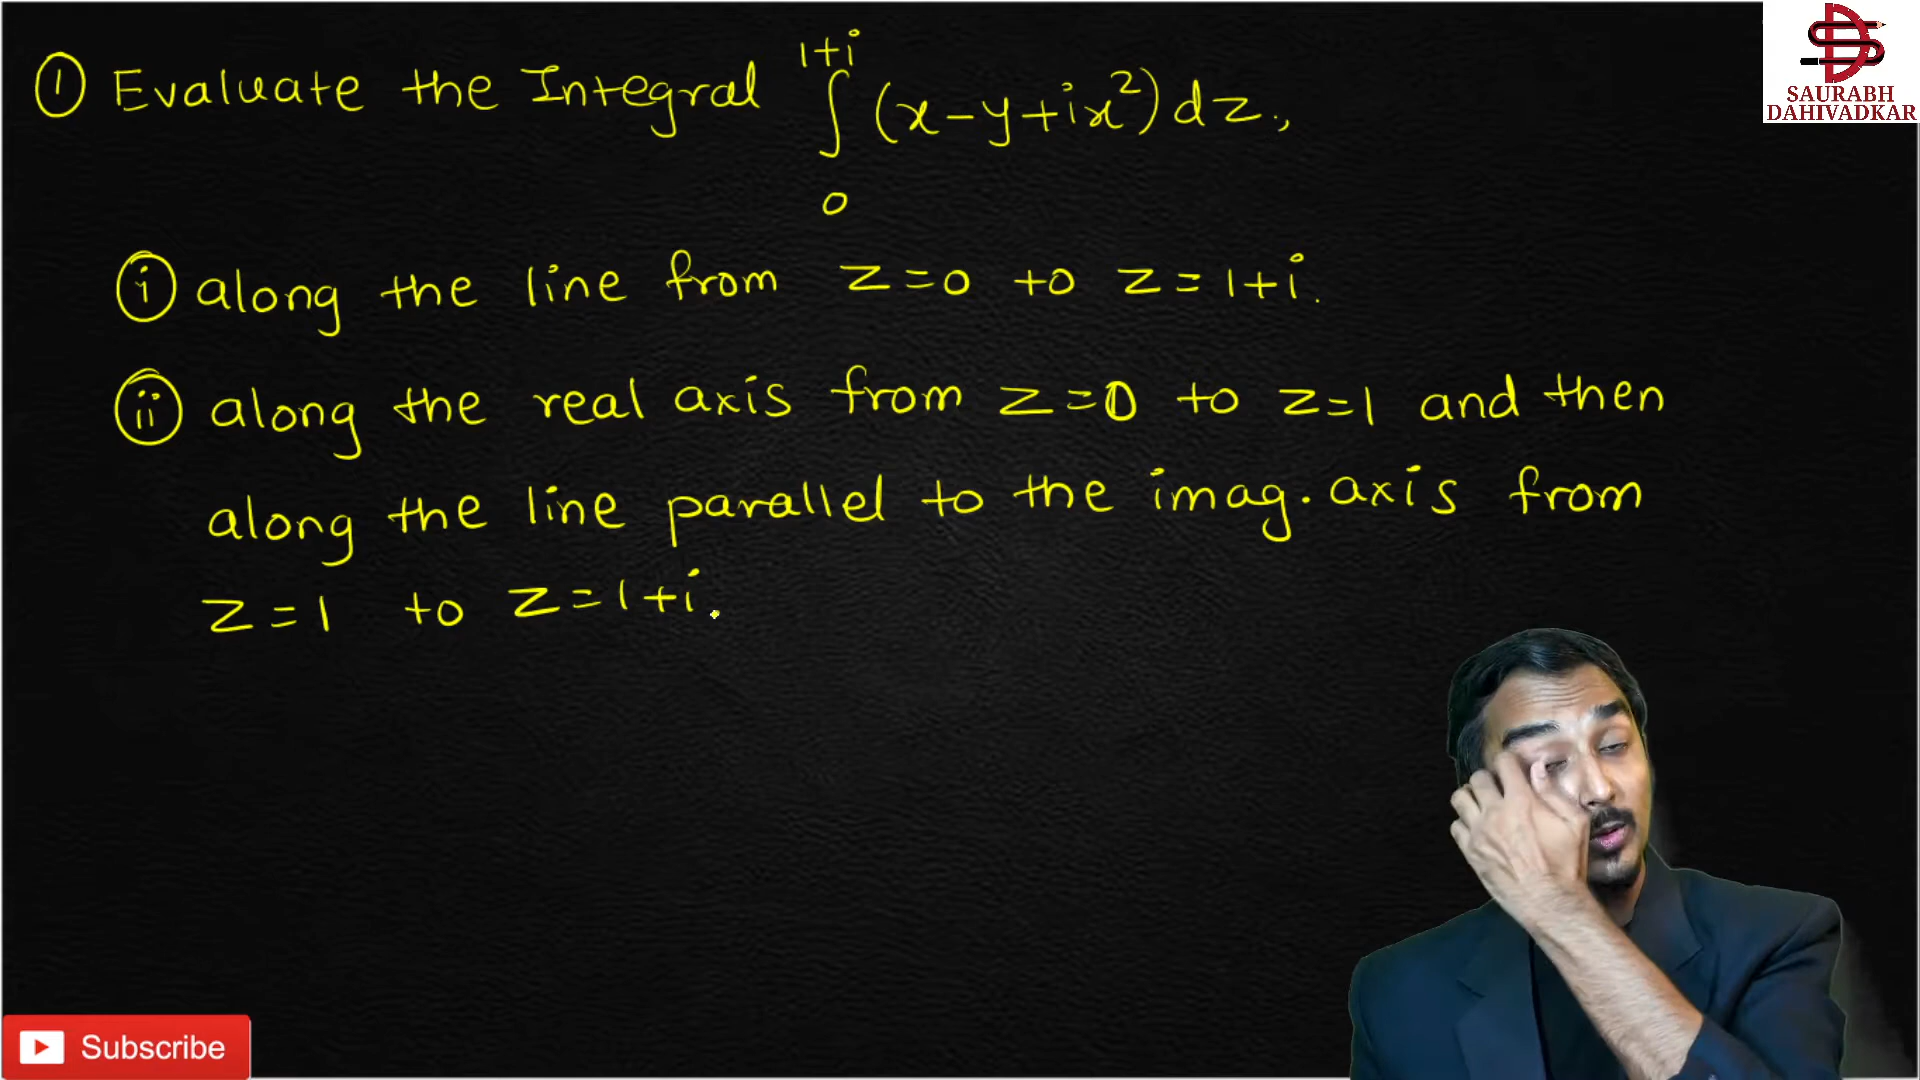 ① Evaluate the Integral ∫₀¹⁺ⁱ (x-y+ix²) dz.,
ⓘ along the line from z=0 to z=1+i.
(ii) along the real axis from z=0 to z=1 and then
along the line parallel to the imag. axis from
z=1 to z=1+i.
SAURABH
DAHIVADKAR
Subscribe